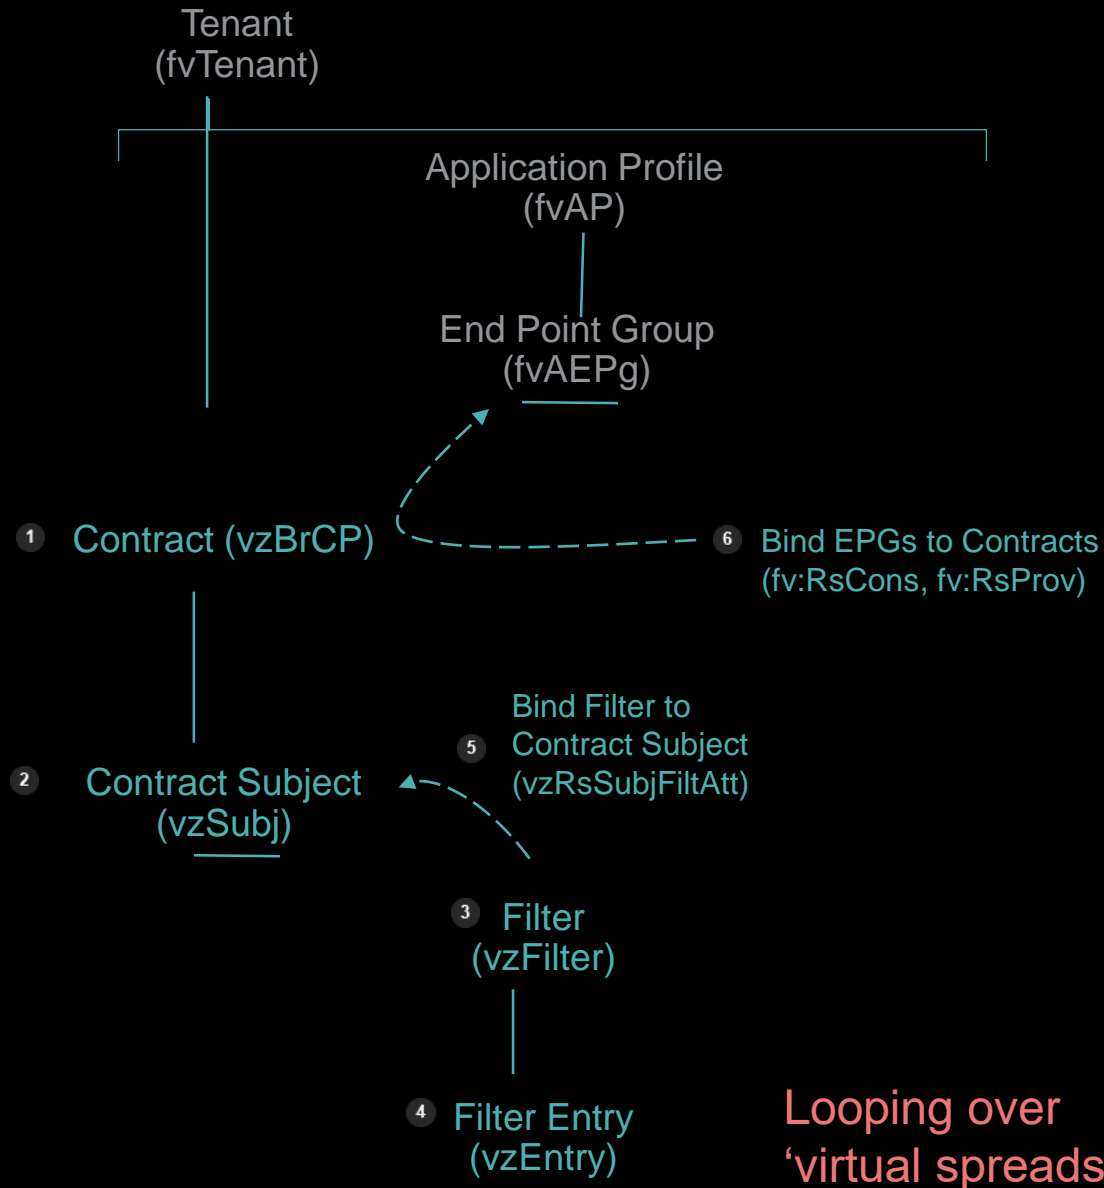 Tenant
(fvTenant)
Application Profile
(fvAP)
End Point Group
(fvAEPg)
1 Contract (vzBrCP)
6 Bind EPGs to Contracts
(fv:RsCons, fv:RsProv)
Bind Filter to
5 Contract Subject
(vzRsSubjFiltAtt)
2 Contract Subject
(vzSubj)
3 Filter
(vzFilter)
4 Filter Entry
(vzEntry)
Looping over
‘virtual spreads